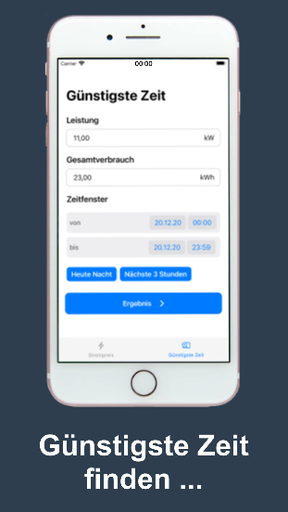 Carrier 00:00
Günstigste Zeit
Leistung
11,00 kW
Gesamtverbrauch
23,00 kWh
Zeitfenster
von 20.12.20 00:00
bis 20.12.20 23:59
Heute Nacht Nächste 3 Stunden
Ergebnis >
Strompreis Günstigste Zeit
Günstigste Zeit
finden ...